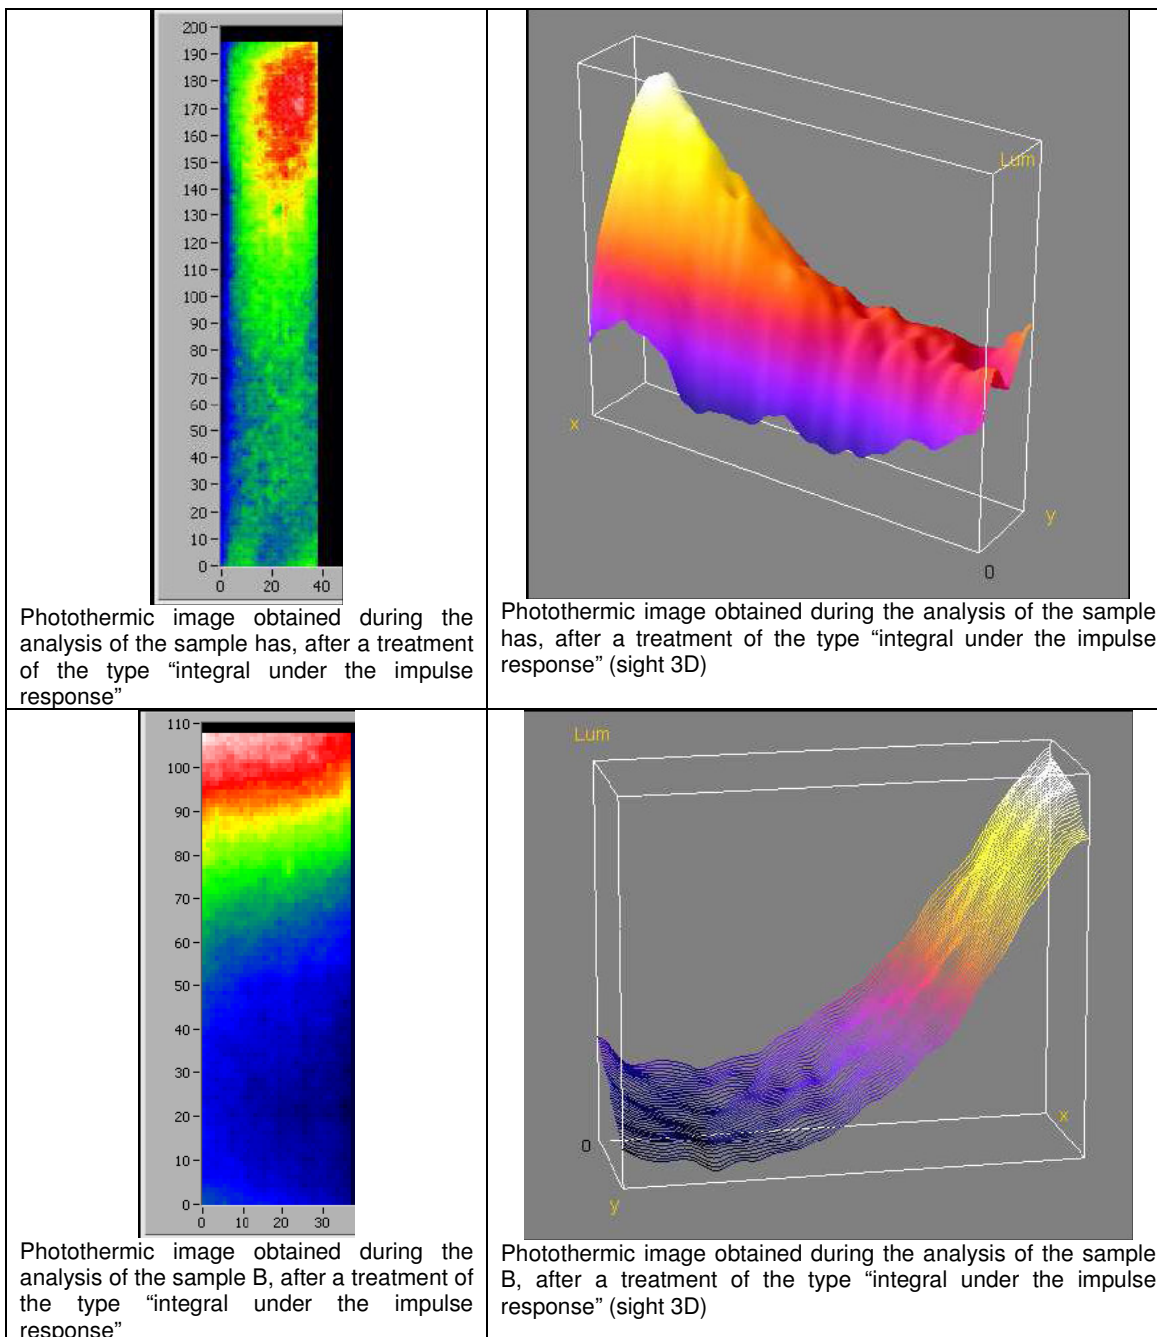 200
190
180
170
160
150
140
130
120
110
100
90
80
70
60
50
40
30
20
10
0
0 20 40
Photothermic image obtained during the
analysis of the sample has, after a treatment
of the type “integral under the impulse
response”
Lum
x
y
0
Photothermic image obtained during the analysis of the sample
has, after a treatment of the type “integral under the impulse
response” (sight 3D)
110
100
90
80
70
60
50
40
30
20
10
0
0 10 20 30
Photothermic image obtained during the
analysis of the sample B, after a treatment of
the type “integral under the impulse
response”
Lum
0
x
y
Photothermic image obtained during the analysis of the sample
B, after a treatment of the type “integral under the impulse
response” (sight 3D)